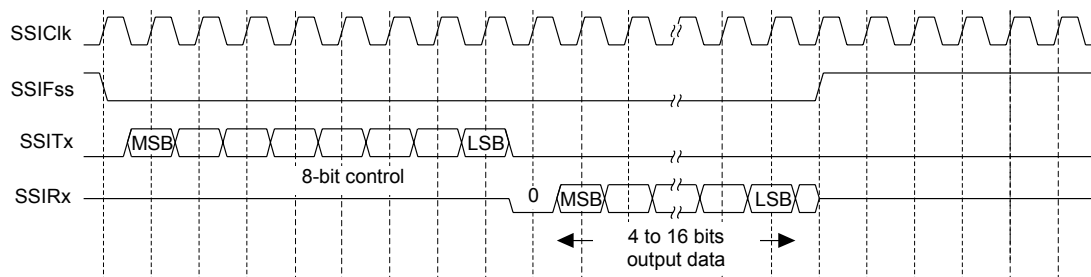 SSIClk
SSIFss
SSITx
MSB
LSB
8-bit control
SSIRx
0
MSB
LSB
4 to 16 bits
output data